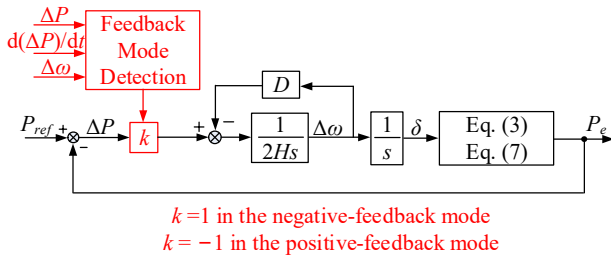 ΔP
d(ΔP)/dt
Δω
Feedback
Mode
Detection
D
P_ref
+
−
ΔP
k
+
−
1
2Hs
Δω
1
s
δ
Eq. (3)
Eq. (7)
P_e
k =1 in the negative-feedback mode
k = −1 in the positive-feedback mode